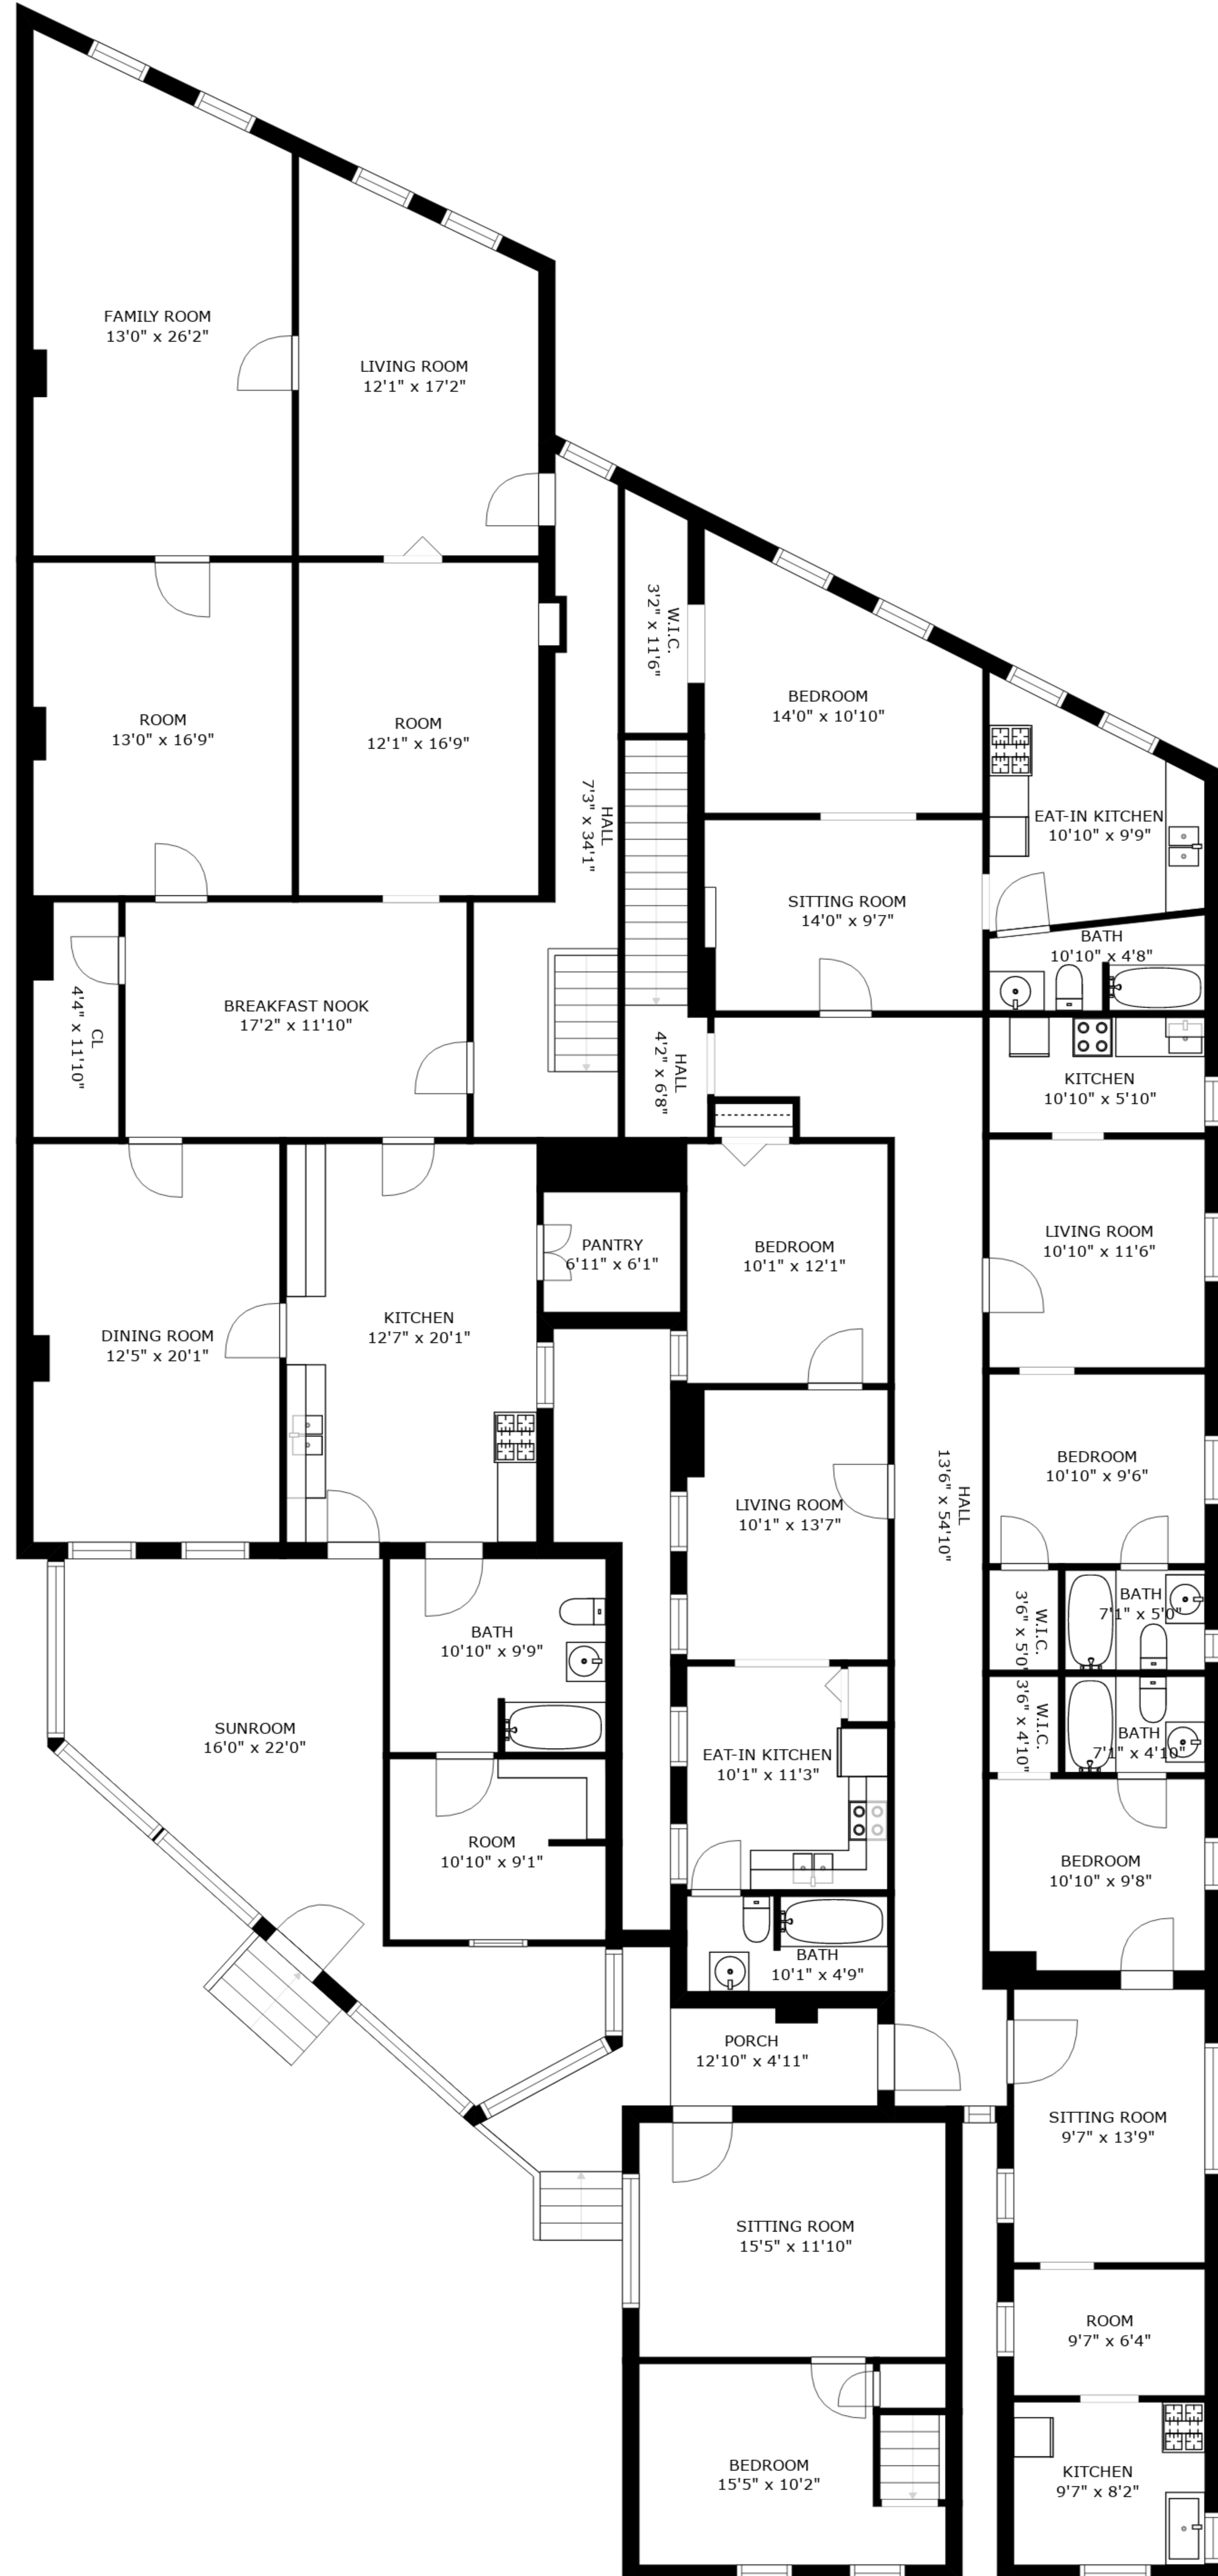 FAMILY ROOM
13'0" x 26'2"
LIVING ROOM
12'1" x 17'2"
W.I.C.
3'2" x 11'6"
BEDROOM
14'0" x 10'10"
ROOM
13'0" x 16'9"
ROOM
12'1" x 16'9"
HALL
7'3" x 34'1"
EAT-IN KITCHEN
10'10" x 9'9"
SITTING ROOM
14'0" x 9'7"
BATH
10'10" x 4'8"
BREAKFAST NOOK
17'2" x 11'10"
CL
4'4" x 11'10"
HALL
4'2" x 6'8"
KITCHEN
10'10" x 5'10"
PANTRY
6'11" x 6'1"
BEDROOM
10'1" x 12'1"
LIVING ROOM
10'10" x 11'6"
DINING ROOM
12'5" x 20'1"
KITCHEN
12'7" x 20'1"
BEDROOM
10'10" x 9'6"
LIVING ROOM
10'1" x 13'7"
HALL
13'6" x 54'10"
BATH
10'10" x 9'9"
W.I.C.
3'6" x 5'0"
BATH
7'1" x 5'0"
SUNROOM
16'0" x 22'0"
EAT-IN KITCHEN
10'1" x 11'3"
W.I.C.
3'6" x 4'10"
BATH
7'1" x 4'10"
ROOM
10'10" x 9'1"
BEDROOM
10'10" x 9'8"
BATH
10'1" x 4'9"
PORCH
12'10" x 4'11"
SITTING ROOM
9'7" x 13'9"
SITTING ROOM
15'5" x 11'10"
ROOM
9'7" x 6'4"
BEDROOM
15'5" x 10'2"
KITCHEN
9'7" x 8'2"